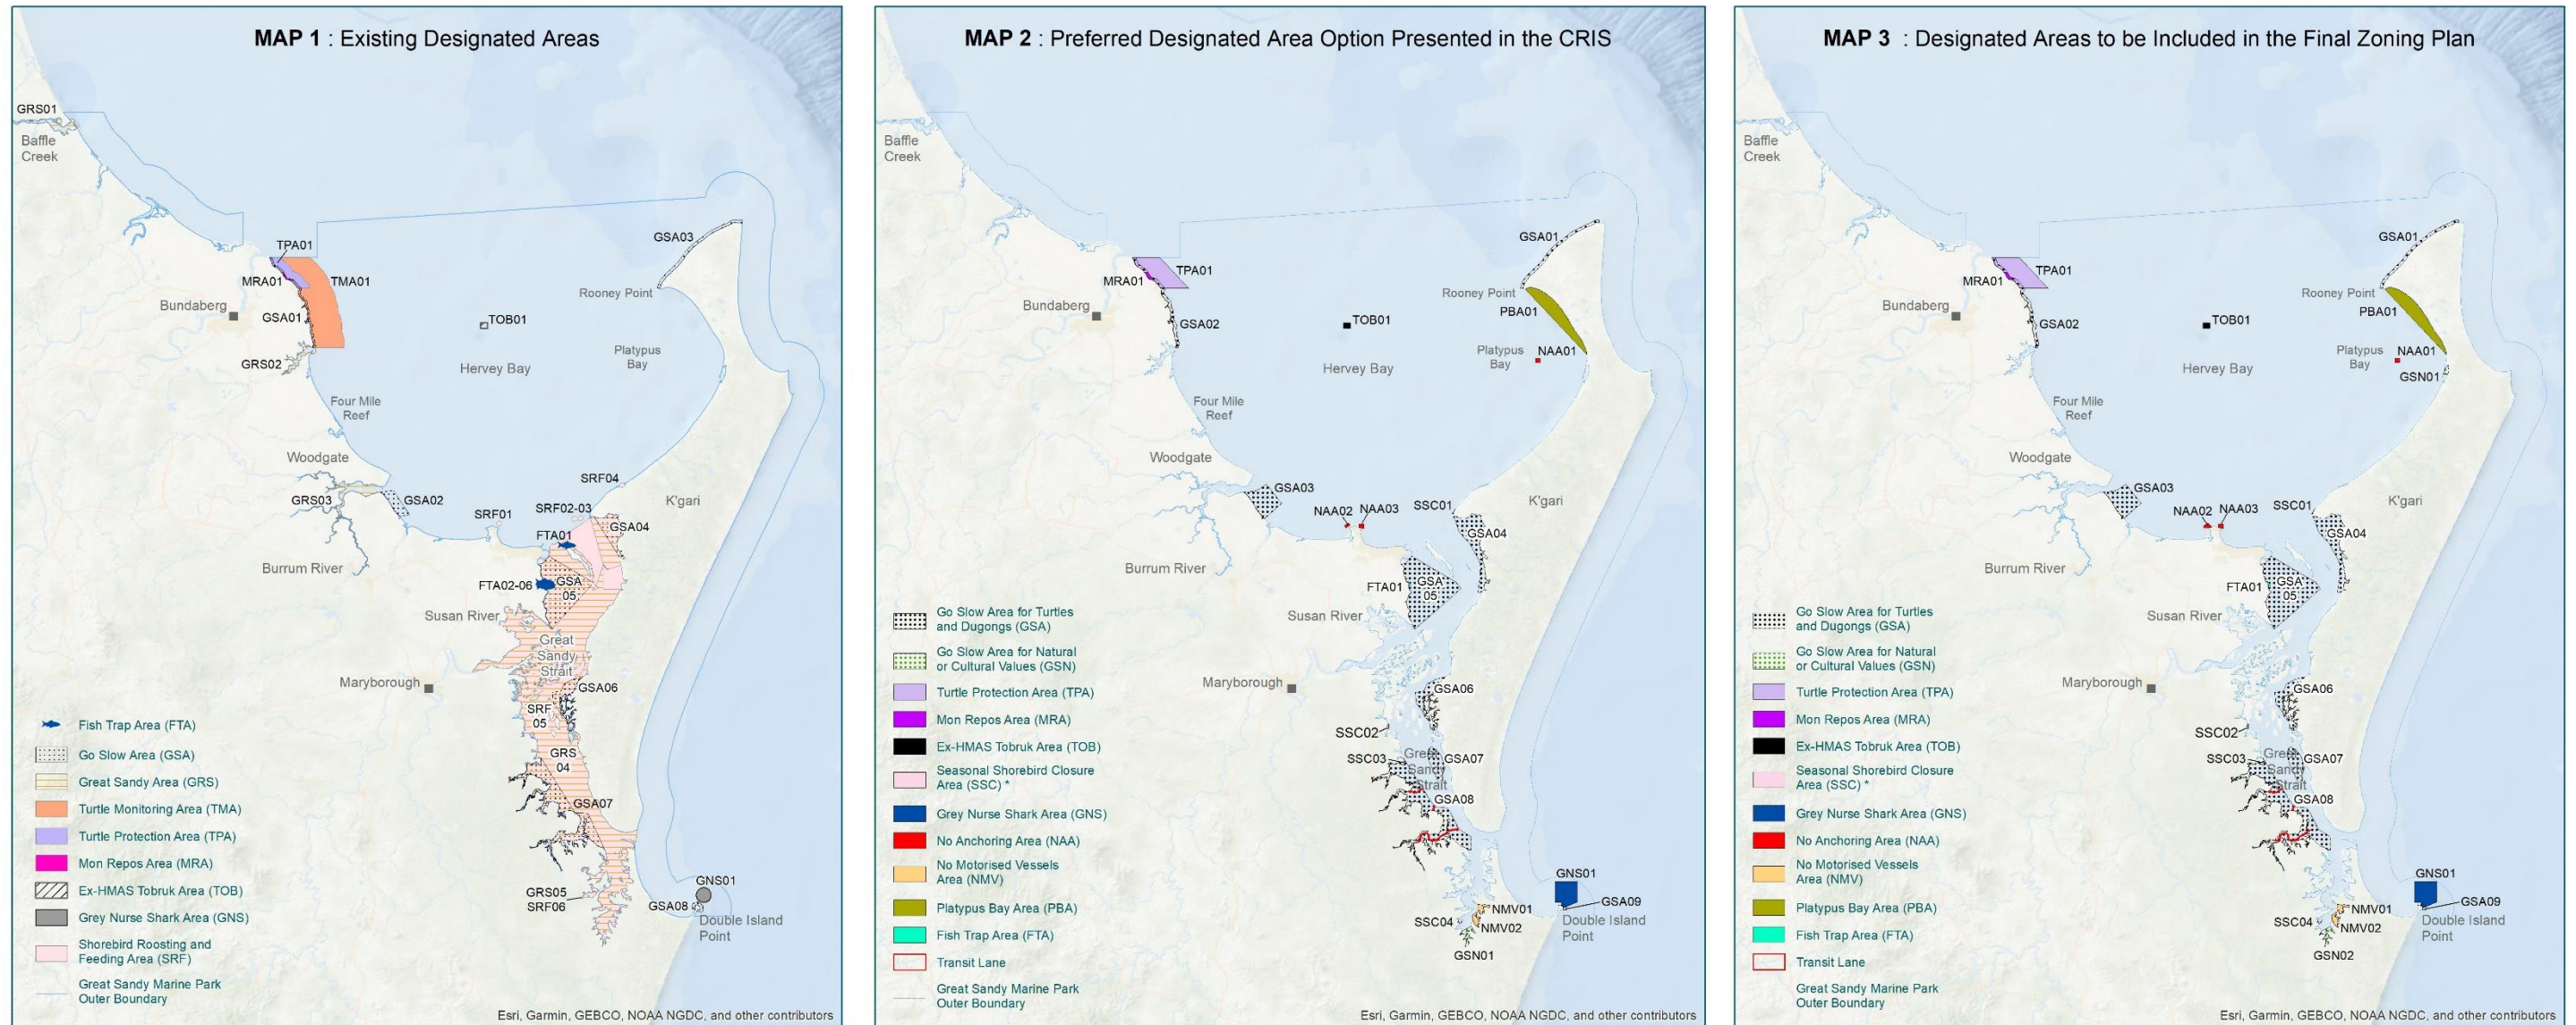 MAP 1 : Existing Designated Areas
GRS01
Baffle
Creek
TPA01
GSA03
MRA01
TMA01
Rooney Point
Bundaberg
GSA01
TOB01
GRS02
Platypus
Bay
Hervey Bay
Four Mile
Reef
Woodgate
SRF04
GRS03
GSA02
K'gari
SRF01
SRF02-03
GSA04
FTA01
Burrum River
FTA02-06
GSA
05
Susan River
Great
Sandy
Strait
Maryborough
GSA06
SRF
05
GRS
04
GSA07
GRS05
SRF06
GNS01
GSA08
Double Island
Point
Fish Trap Area (FTA)
Go Slow Area (GSA)
Great Sandy Area (GRS)
Turtle Monitoring Area (TMA)
Turtle Protection Area (TPA)
Mon Repos Area (MRA)
Ex-HMAS Tobruk Area (TOB)
Grey Nurse Shark Area (GNS)
Shorebird Roosting and
Feeding Area (SRF)
Great Sandy Marine Park
Outer Boundary
Esri, Garmin, GEBCO, NOAA NGDC, and other contributors
MAP 2 : Preferred Designated Area Option Presented in the CRIS
Baffle
Creek
GSA01
TPA01
MRA01
Rooney Point
Bundaberg
PBA01
GSA02
TOB01
Platypus
Bay
NAA01
Hervey Bay
Four Mile
Reef
Woodgate
GSA03
K'gari
NAA02
NAA03
SSC01
GSA04
Burrum River
FTA01
GSA
05
Susan River
Maryborough
GSA06
SSC02
Great
Sandy
Strait
SSC03
GSA07
GSA08
GNS01
GSA09
NMV01
SSC04
NMV02
Double Island
Point
GSN01
Go Slow Area for Turtles
and Dugongs (GSA)
Go Slow Area for Natural
or Cultural Values (GSN)
Turtle Protection Area (TPA)
Mon Repos Area (MRA)
Ex-HMAS Tobruk Area (TOB)
Seasonal Shorebird Closure
Area (SSC) *
Grey Nurse Shark Area (GNS)
No Anchoring Area (NAA)
No Motorised Vessels
Area (NMV)
Platypus Bay Area (PBA)
Fish Trap Area (FTA)
Transit Lane
Great Sandy Marine Park
Outer Boundary
Esri, Garmin, GEBCO, NOAA NGDC, and other contributors
MAP 3 : Designated Areas to be Included in the Final Zoning Plan
Baffle
Creek
GSA01
TPA01
MRA01
Rooney Point
Bundaberg
PBA01
GSA02
TOB01
Platypus
Bay
NAA01
Hervey Bay
GSN01
Four Mile
Reef
Woodgate
GSA03
K'gari
NAA02
NAA03
SSC01
GSA04
Burrum River
FTA01
GSA
05
Susan River
Maryborough
GSA06
SSC02
Great
Sandy
Strait
SSC03
GSA07
GSA08
GNS01
GSA09
NMV01
SSC04
NMV02
Double Island
Point
GSN02
Go Slow Area for Turtles
and Dugongs (GSA)
Go Slow Area for Natural
or Cultural Values (GSN)
Turtle Protection Area (TPA)
Mon Repos Area (MRA)
Ex-HMAS Tobruk Area (TOB)
Seasonal Shorebird Closure
Area (SSC) *
Grey Nurse Shark Area (GNS)
No Anchoring Area (NAA)
No Motorised Vessels
Area (NMV)
Platypus Bay Area (PBA)
Fish Trap Area (FTA)
Transit Lane
Great Sandy Marine Park
Outer Boundary
Esri, Garmin, GEBCO, NOAA NGDC, and other contributors